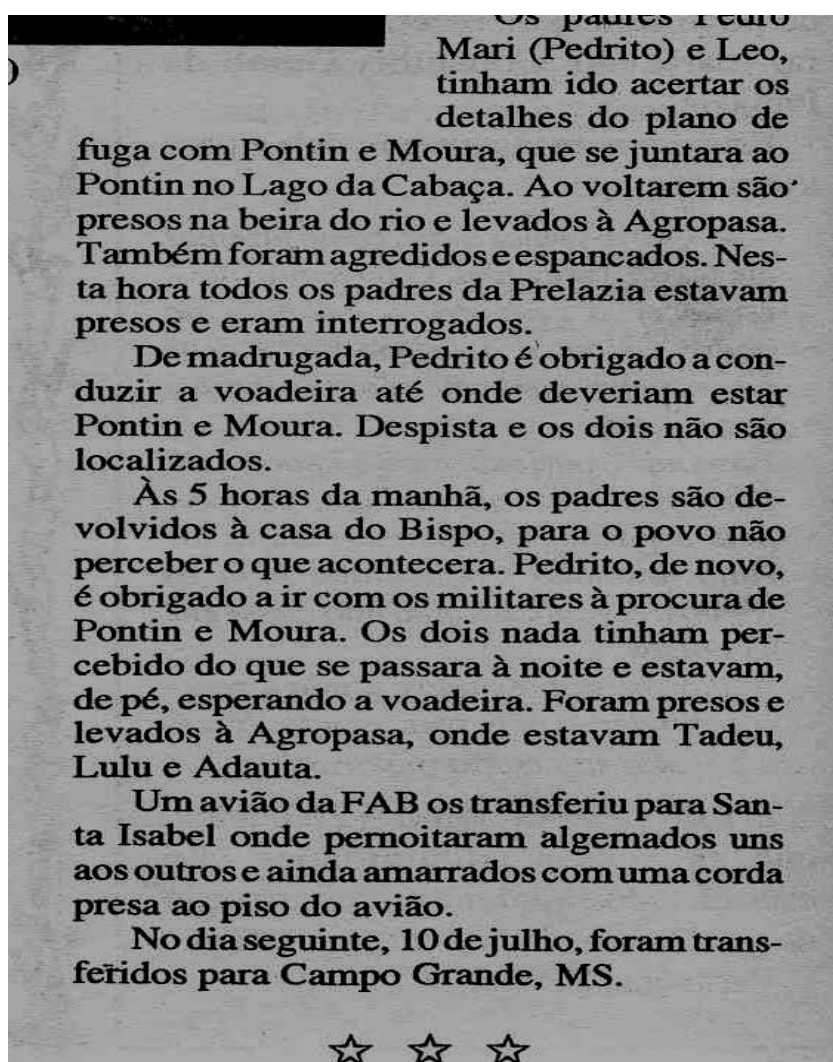 Os padres Pedro
)
Mari (Pedrito) e Leo,
tinham ido acertar os
detalhes do plano de
fuga com Pontin e Moura, que se juntara ao
Pontin no Lago da Cabaça. Ao voltarem são
presos na beira do rio e levados à Agropasa.
Também foram agredidos e espancados. Nes-
ta hora todos os padres da Prelazia estavam
presos e eram interrogados.
De madrugada, Pedrito é obrigado a con-
duzir a voadeira até onde deveriam estar
Pontin e Moura. Despista e os dois não são
localizados.
Às 5 horas da manhã, os padres são de-
volvidos à casa do Bispo, para o povo não
perceber o que acontecera. Pedrito, de novo,
é obrigado a ir com os militares à procura de
Pontin e Moura. Os dois nada tinham per-
cebido do que se passara à noite e estavam,
de pé, esperando a voadeira. Foram presos e
levados à Agropasa, onde estavam Tadeu,
Lulu e Adauta.
Um avião da FAB os transferiu para San-
ta Isabel onde pernoitaram algemados uns
aos outros e ainda amarrados com uma corda
presa ao piso do avião.
No dia seguinte, 10 de julho, foram trans-
feridos para Campo Grande, MS.